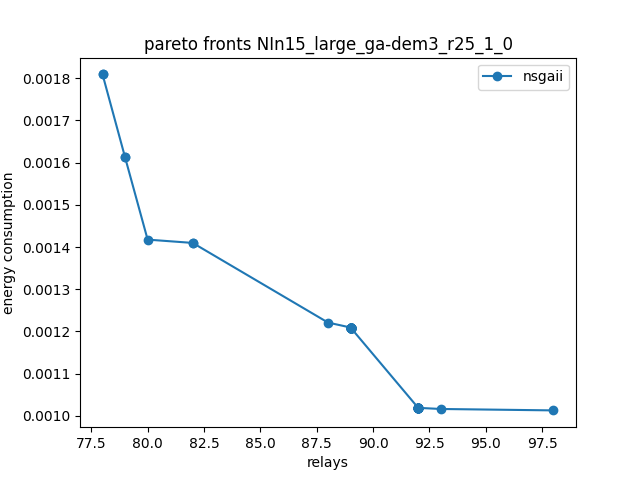 pareto fronts NIn15_large_ga-dem3_r25_1_0
nsgaii
energy consumption
0.0018
0.0017
0.0016
0.0015
0.0014
0.0013
0.0012
0.0011
0.0010
77.5 80.0 82.5 85.0 87.5 90.0 92.5 95.0 97.5
relays